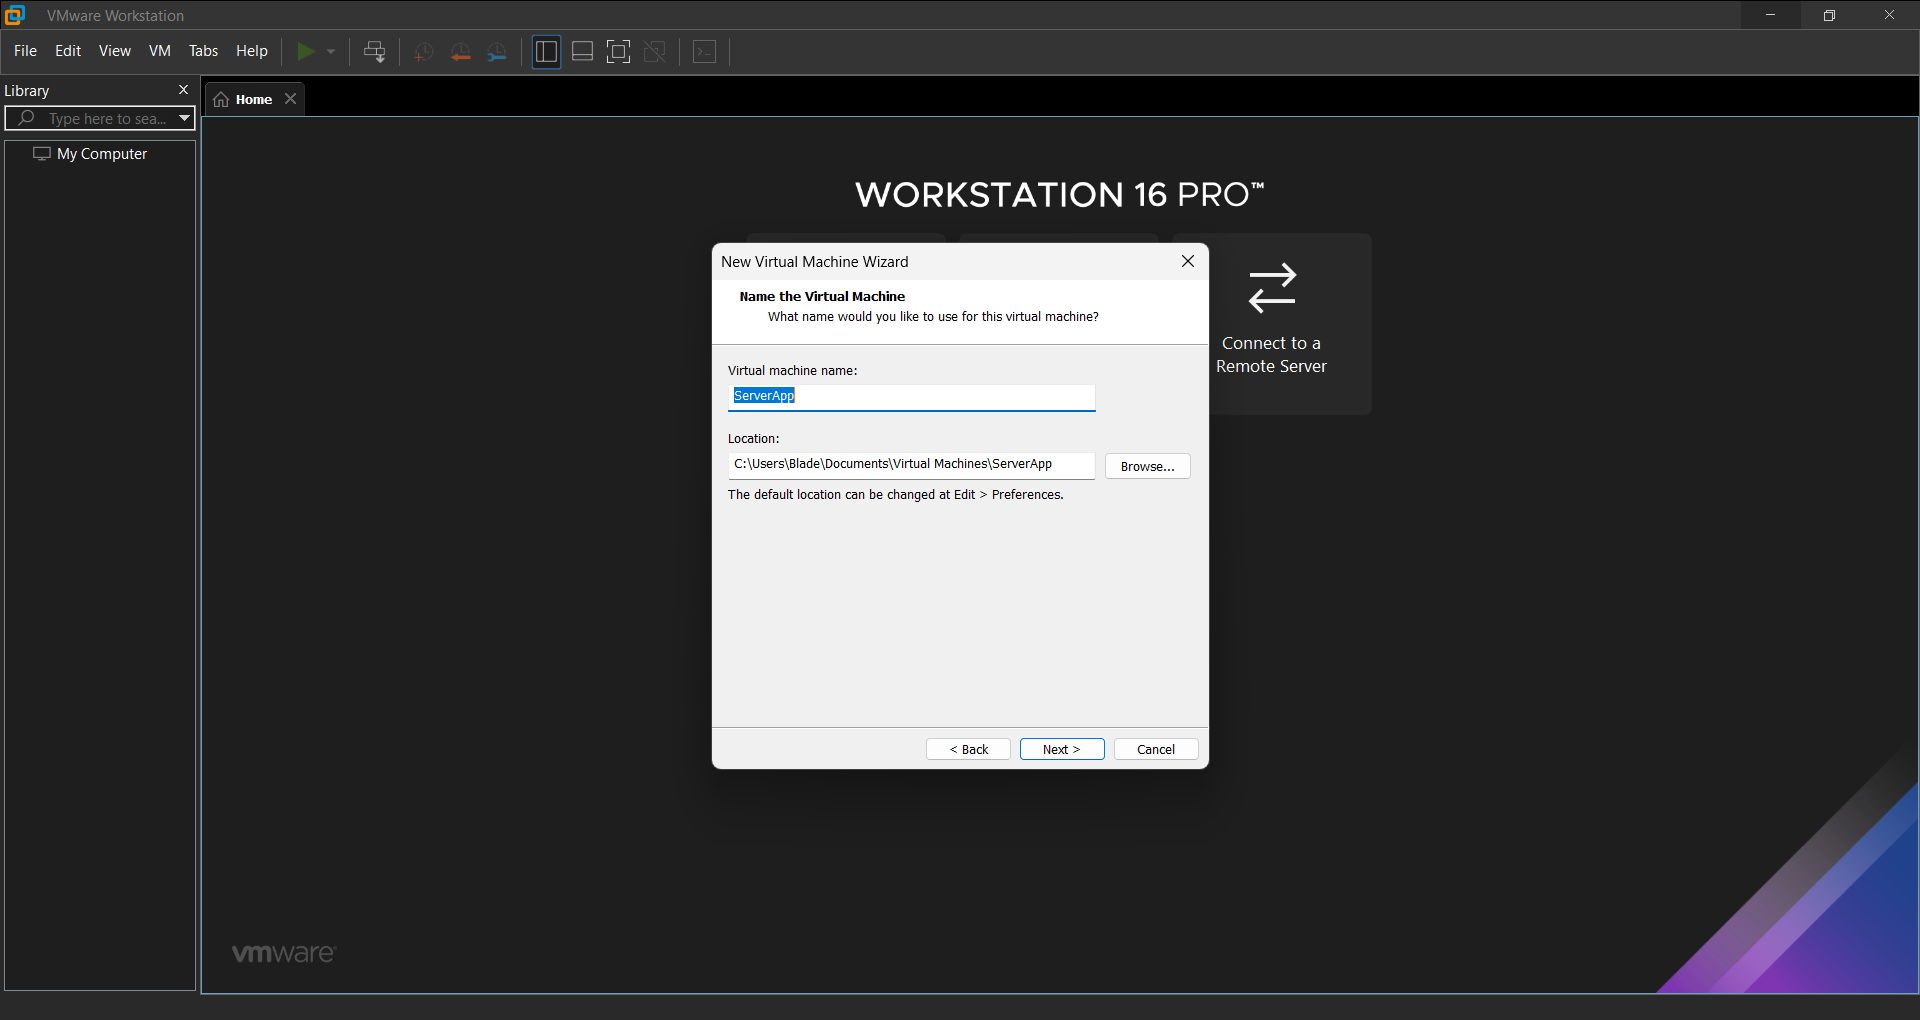 VMware Workstation
File Edit View VM Tabs Help
Library
Type here to sea...
My Computer
Home
WORKSTATION 16 PRO™
Connect to a
Remote Server
New Virtual Machine Wizard
Name the Virtual Machine
What name would you like to use for this virtual machine?
Virtual machine name:
ServerApp
Location:
C:\Users\Blade\Documents\Virtual Machines\ServerApp
Browse...
The default location can be changed at Edit > Preferences.
< Back
Next >
Cancel
vmware